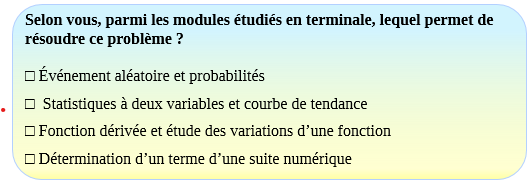 Selon vous, parmi les modules étudiés en terminale, lequel permet de
résoudre ce problème ?
□ Événement aléatoire et probabilités
□ Statistiques à deux variables et courbe de tendance
□ Fonction dérivée et étude des variations d’une fonction
□ Détermination d’un terme d’une suite numérique